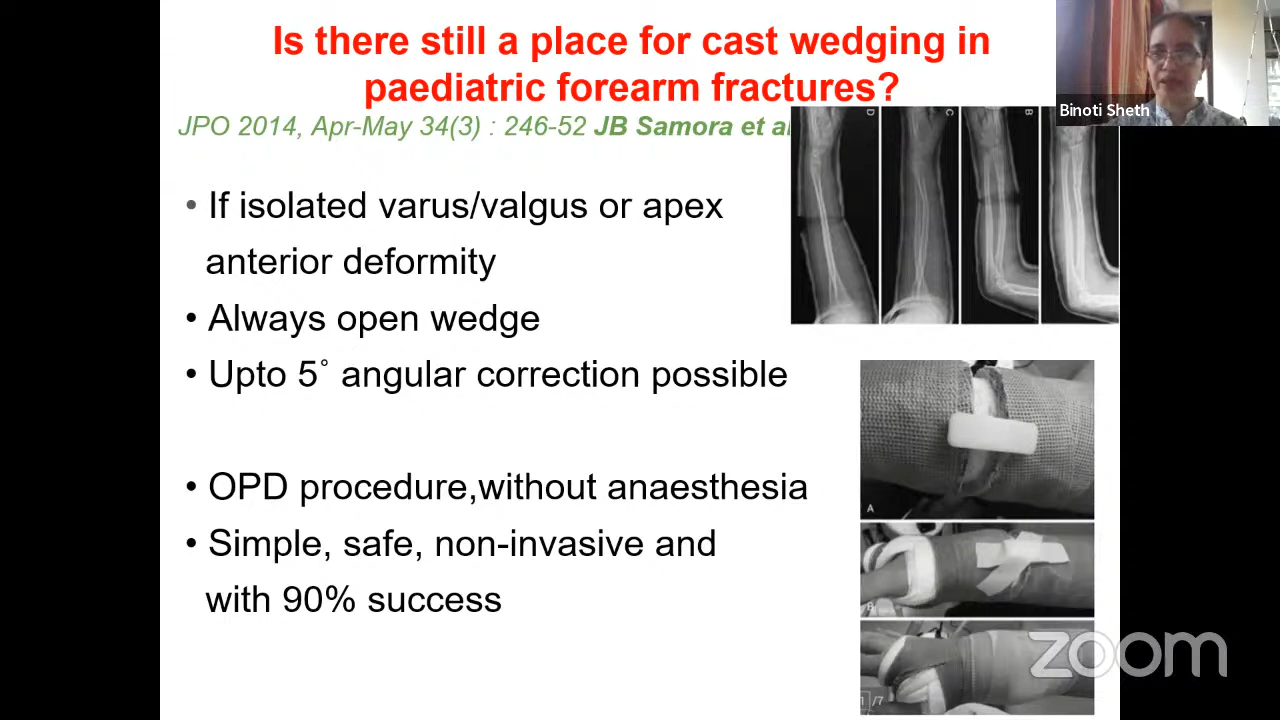 Is there still a place for cast wedging in
paediatric forearm fractures?
JPO 2014, Apr-May 34(3) : 246-52 JB Samora et al
Binoti Sheth
• If isolated varus/valgus or apex
anterior deformity
• Always open wedge
• Upto 5˚ angular correction possible
• OPD procedure,without anaesthesia
• Simple, safe, non-invasive and
with 90% success
D
C
B
A
B
zoom